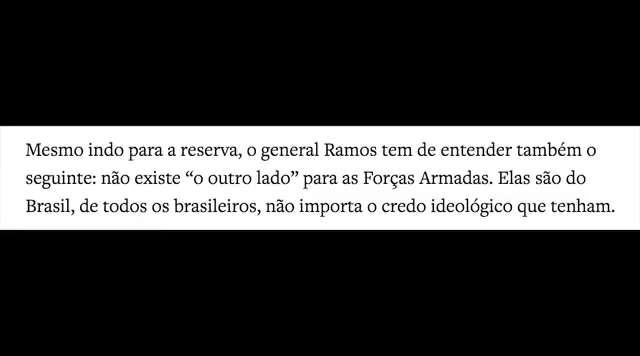 Mesmo indo para a reserva, o general Ramos tem de entender também o
seguinte: não existe “o outro lado” para as Forças Armadas. Elas são do
Brasil, de todos os brasileiros, não importa o credo ideológico que tenham.